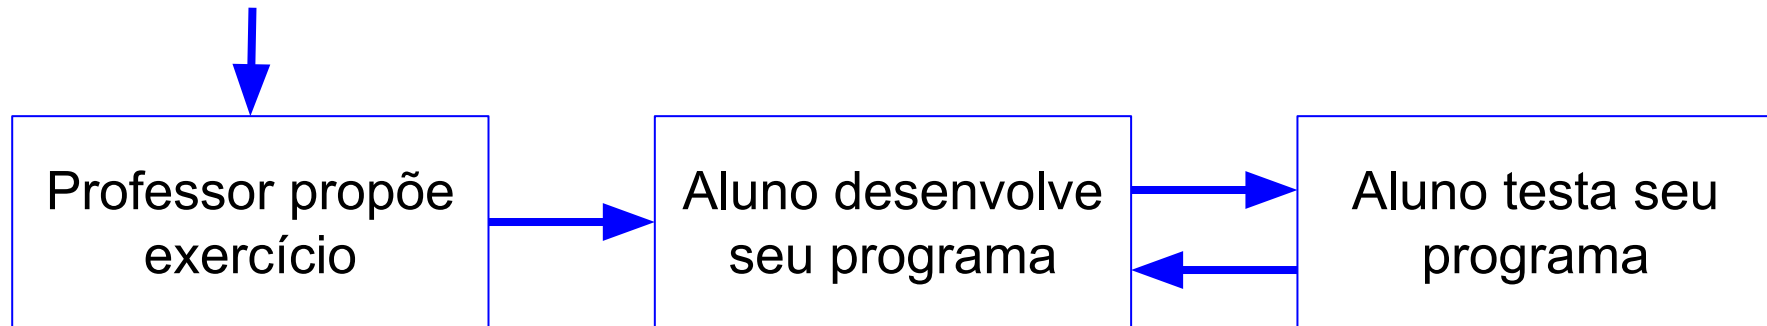 Professor propõe
exercício
Aluno desenvolve
seu programa
Aluno testa seu
programa